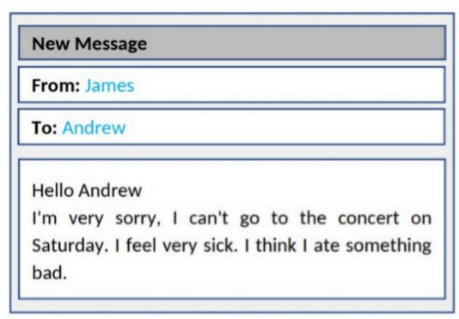 New Message
From: James
To: Andrew
Hello Andrew
I'm very sorry, I can't go to the concert on
Saturday. I feel very sick. I think I ate something
bad.